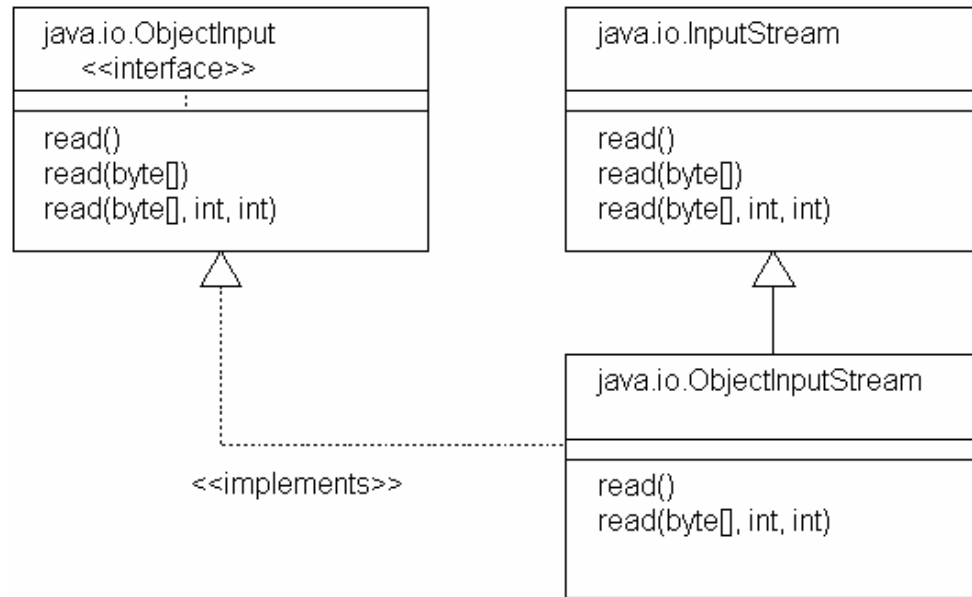 java.io.ObjectInput
<<interface>>
read()
read(byte[])
read(byte[], int, int)
java.io.InputStream
read()
read(byte[])
read(byte[], int, int)
java.io.ObjectInputStream
read()
read(byte[], int, int)
<<implements>>